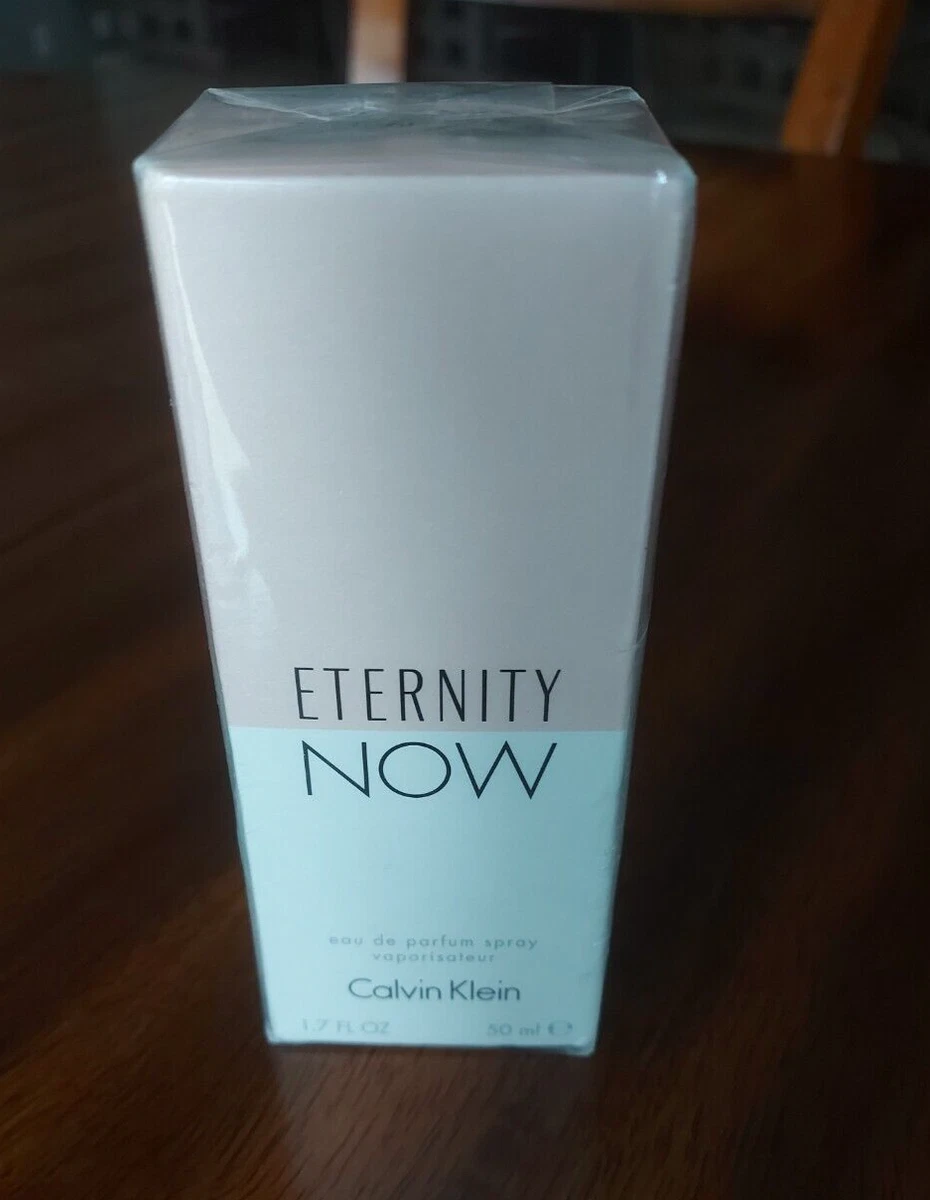 ETERNITY
NOW
eau de parfum spray
vaporisateur
Calvin Klein
1.7 FL OZ 50 ml ℮